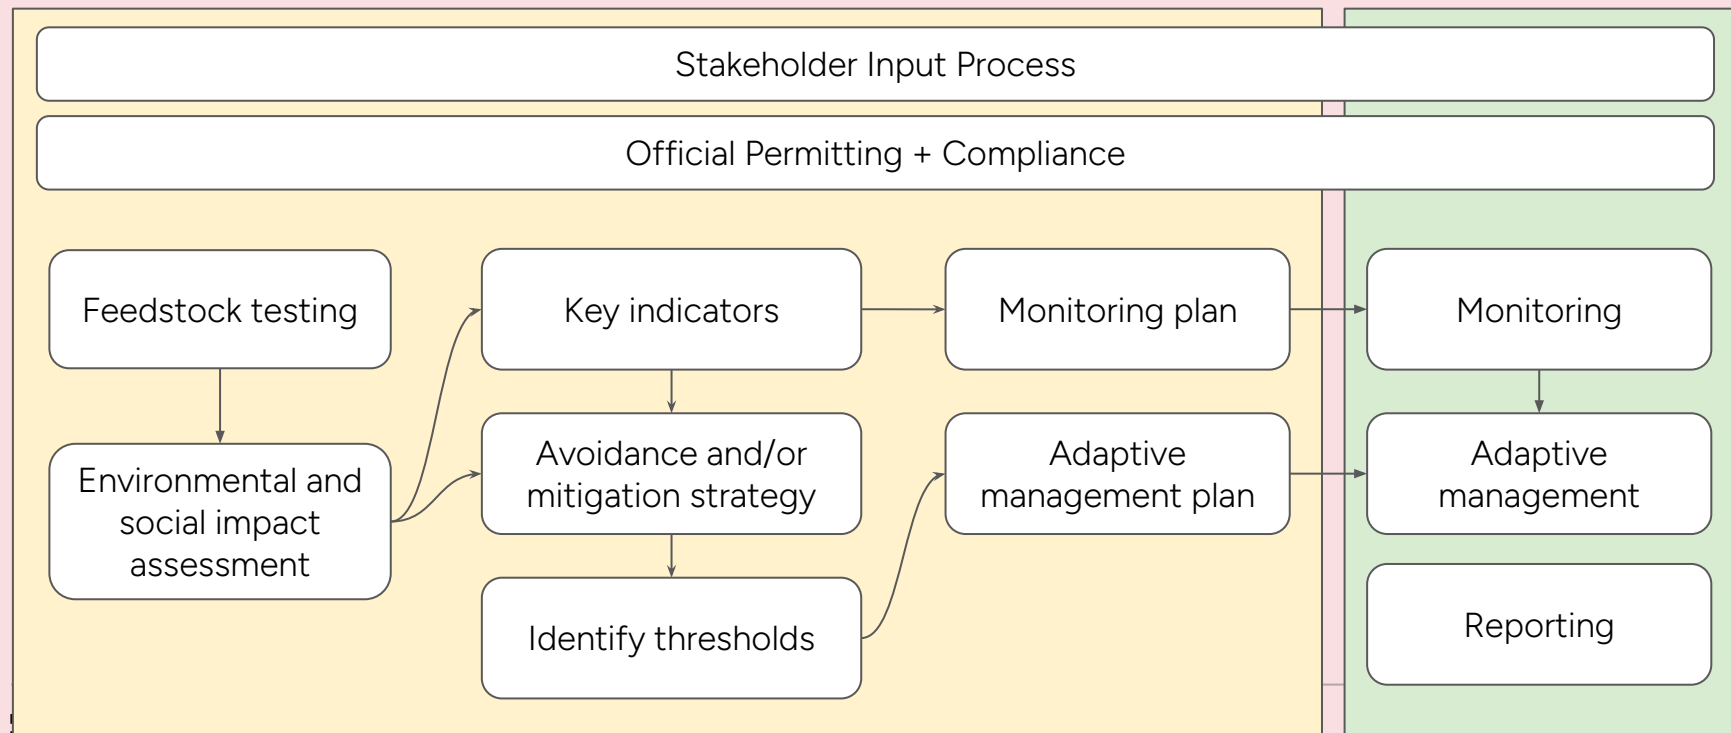 Stakeholder Input Process
Official Permitting + Compliance
Feedstock testing
Environmental and
social impact
assessment
Key indicators
Avoidance and/or
mitigation strategy
Identify thresholds
Monitoring plan
Adaptive
management plan
Monitoring
Adaptive
management
Reporting